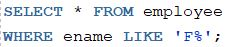 SELECT * FROM employee
WHERE ename LIKE 'F%';